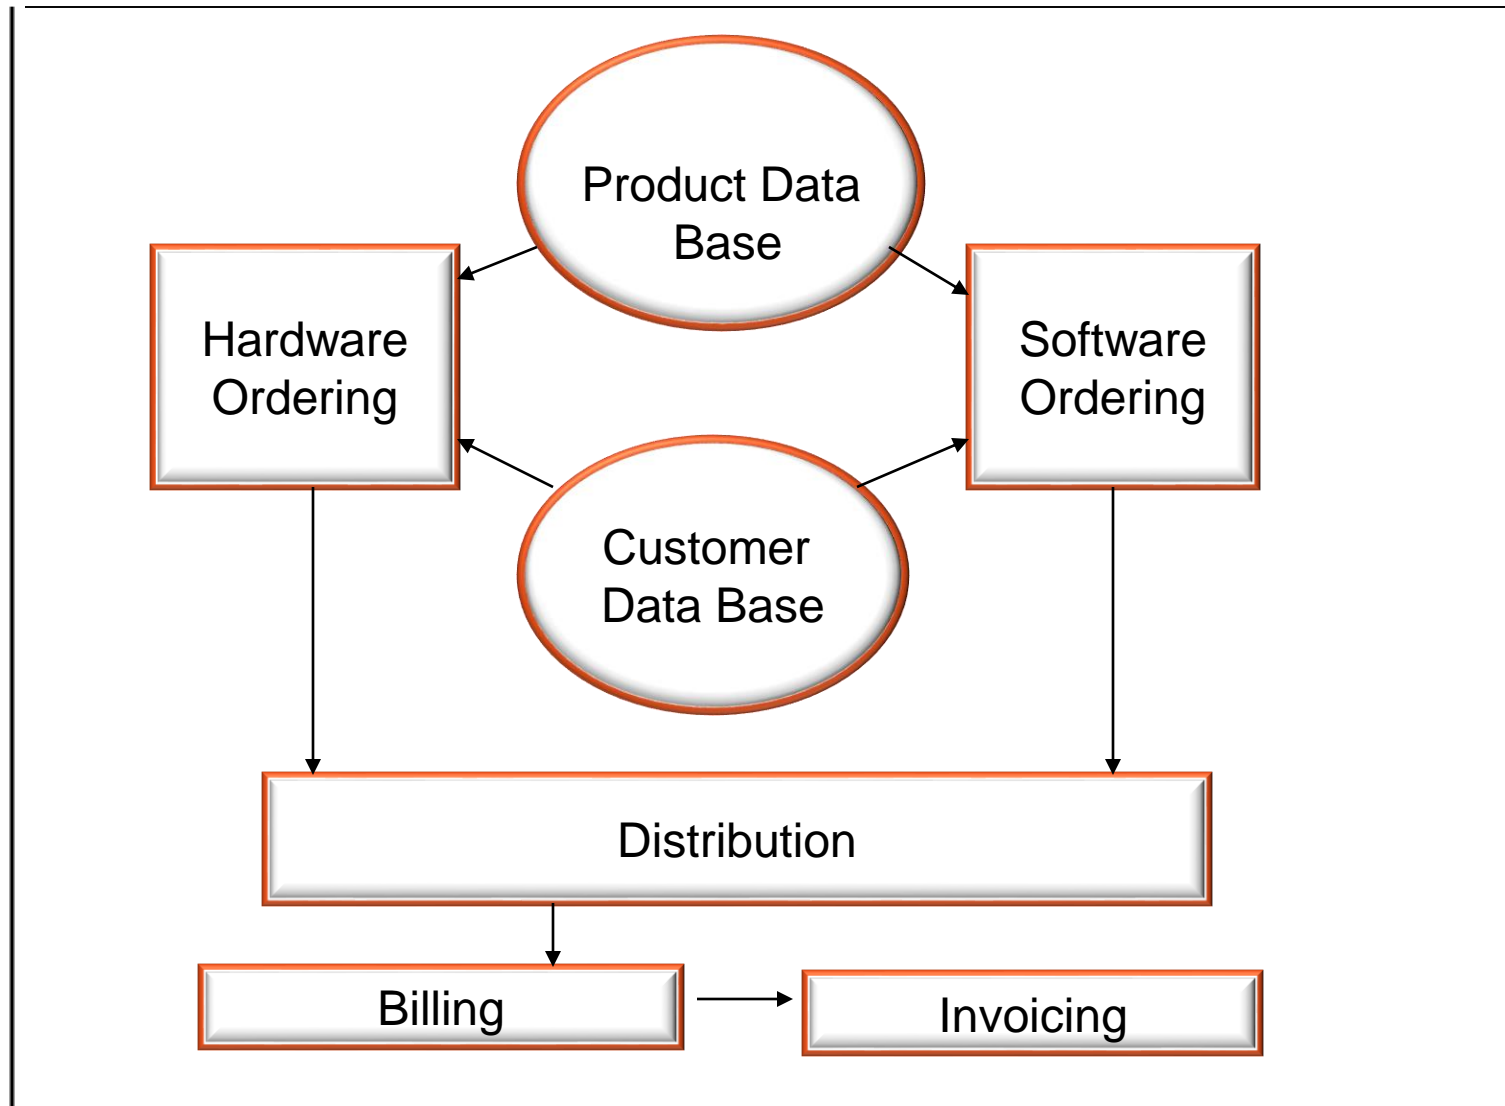 Product Data
Base
Hardware
Ordering
Software
Ordering
Customer
Data Base
Distribution
Billing
Invoicing